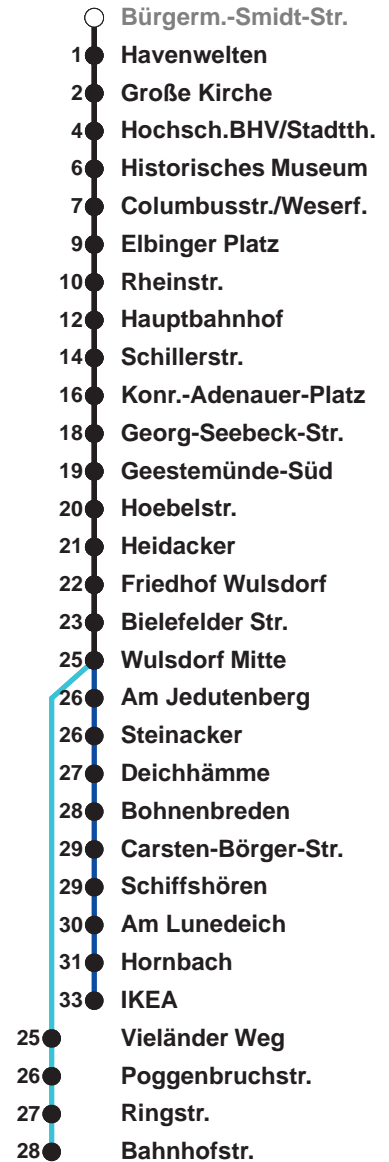 Bürgerm.-Smidt-Str.
1 Havenwelten
2 Große Kirche
4 Hochsch.BHV/Stadtth.
6 Historisches Museum
7 Columbusstr./Weserf.
9 Elbinger Platz
10 Rheinstr.
12 Hauptbahnhof
14 Schillerstr.
16 Konr.-Adenauer-Platz
18 Georg-Seebeck-Str.
19 Geestemünde-Süd
20 Hoebelstr.
21 Heidacker
22 Friedhof Wulsdorf
23 Bielefelder Str.
25 Wulsdorf Mitte
26 Am Jedutenberg
26 Steinacker
27 Deichhämme
28 Bohnenbreden
29 Carsten-Börger-Str.
29 Schiffshören
30 Am Lunedeich
31 Hornbach
33 IKEA
25 Vieländer Weg
26 Poggenbruchstr.
27 Ringstr.
28 Bahnhofstr.